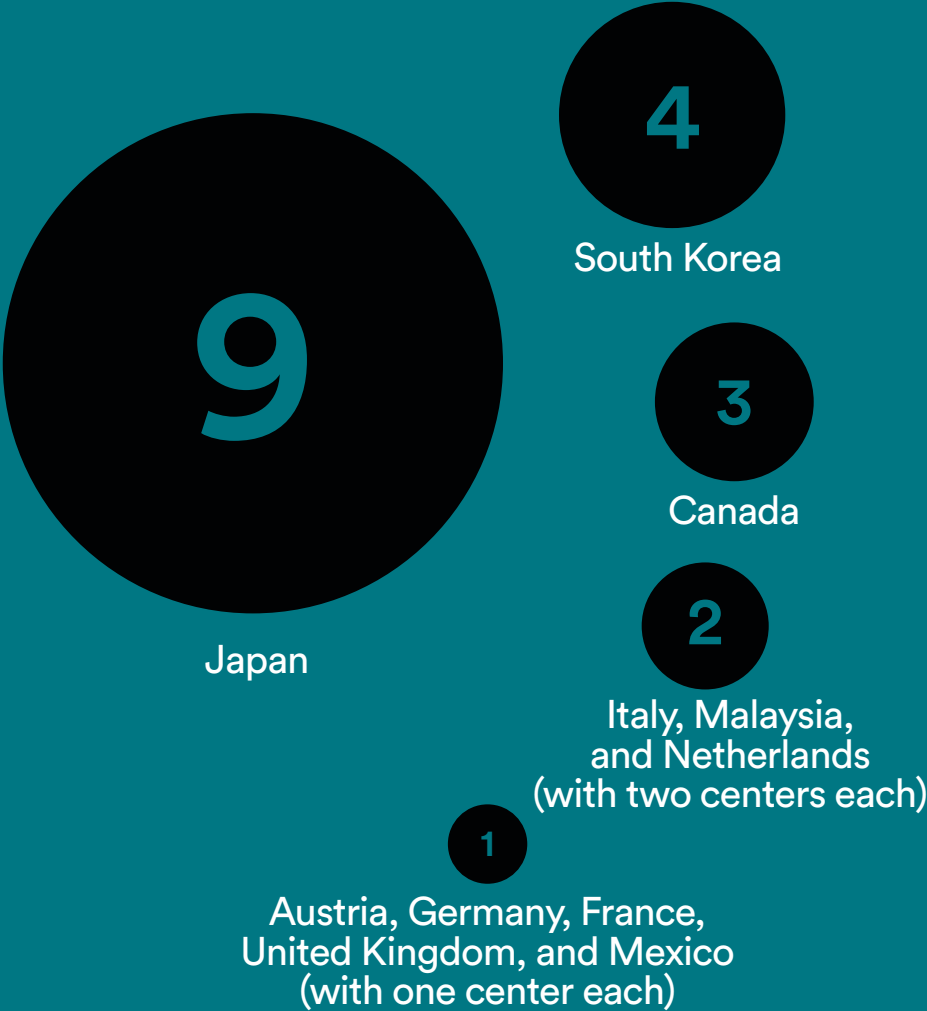 9
Japan
4
South Korea
3
Canada
2
Italy, Malaysia,
and Netherlands
(with two centers each)
1
Austria, Germany, France,
United Kingdom, and Mexico
(with one center each)